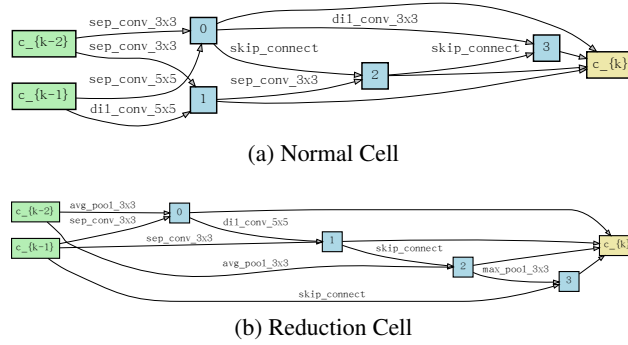 sep_conv_3x3
dil_conv_3x3
c_{k-2}
0
sep_conv_3x3
skip_connect
skip_connect
3
c_{k}
sep_conv_5x5
sep_conv_3x3
2
c_{k-1}
1
dil_conv_5x5
(a) Normal Cell
avg_pool_3x3
c_{k-2}
0
sep_conv_3x3
dil_conv_5x5
c_{k-1}
sep_conv_3x3
1
c_{k}
skip_connect
avg_pool_3x3
2
max_pool_3x3
3
skip_connect
(b) Reduction Cell